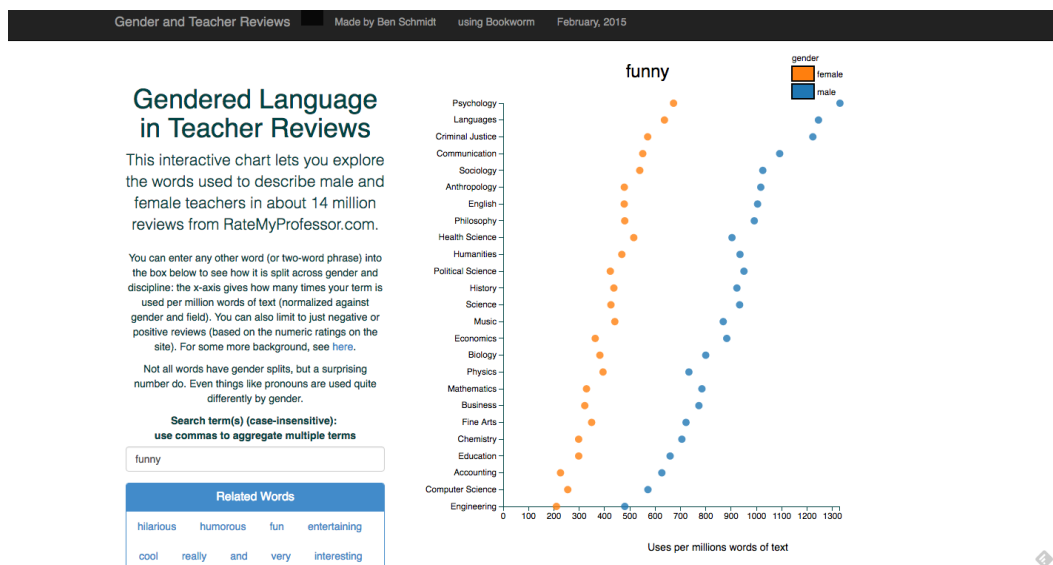 Gender and Teacher Reviews
Made by Ben Schmidt
using Bookworm
February, 2015
Gendered Language
in Teacher Reviews
This interactive chart lets you explore
the words used to describe male and
female teachers in about 14 million
reviews from RateMyProfessor.com.
You can enter any other word (or two-word phrase) into
the box below to see how it is split across gender and
discipline: the x-axis gives how many times your term is
used per million words of text (normalized against
gender and field). You can also limit to just negative or
positive reviews (based on the numeric ratings on the
site). For some more background, see here.
Not all words have gender splits, but a surprising
number do. Even things like pronouns are used quite
differently by gender.
Search term(s) (case-insensitive):
use commas to aggregate multiple terms
funny
Related Words
hilarious humorous fun entertaining
cool really and very interesting
funny
gender
female
male
Psychology
Languages
Criminal Justice
Communication
Sociology
Anthropology
English
Philosophy
Health Science
Humanities
Political Science
History
Science
Music
Economics
Biology
Physics
Mathematics
Business
Fine Arts
Chemistry
Education
Accounting
Computer Science
Engineering
0 100 200 300 400 500 600 700 800 900 1000 1100 1200 1300
Uses per millions words of text